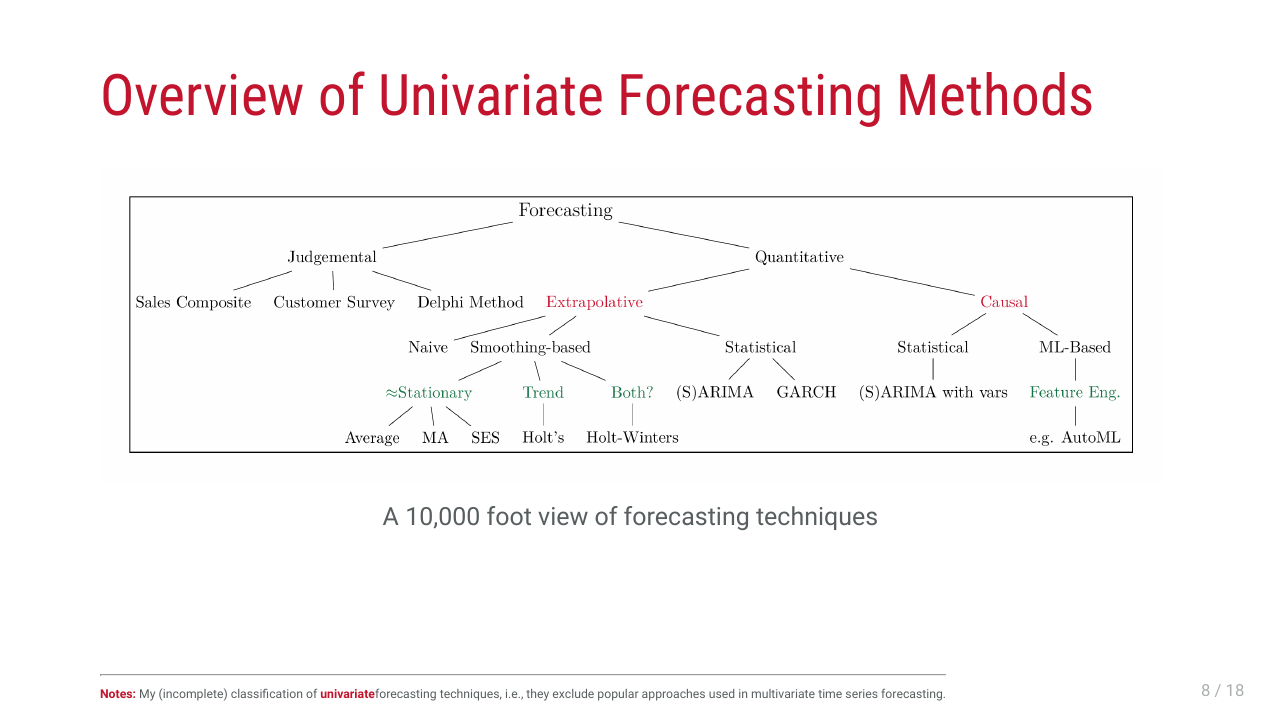 Overview of Univariate Forecasting Methods
Forecasting
Judgemental Quantitative
Sales Composite Customer Survey Delphi Method Extrapolative Causal
Naive Smoothing-based Statistical Statistical ML-Based
≈Stationary Trend Both? (S)ARIMA GARCH (S)ARIMA with vars Feature Eng.
Average MA SES Holt's Holt-Winters e.g. AutoML
A 10,000 foot view of forecasting techniques
Notes: My (incomplete) classification of univariateforecasting techniques, i.e., they exclude popular approaches used in multivariate time series forecasting.
8 / 18